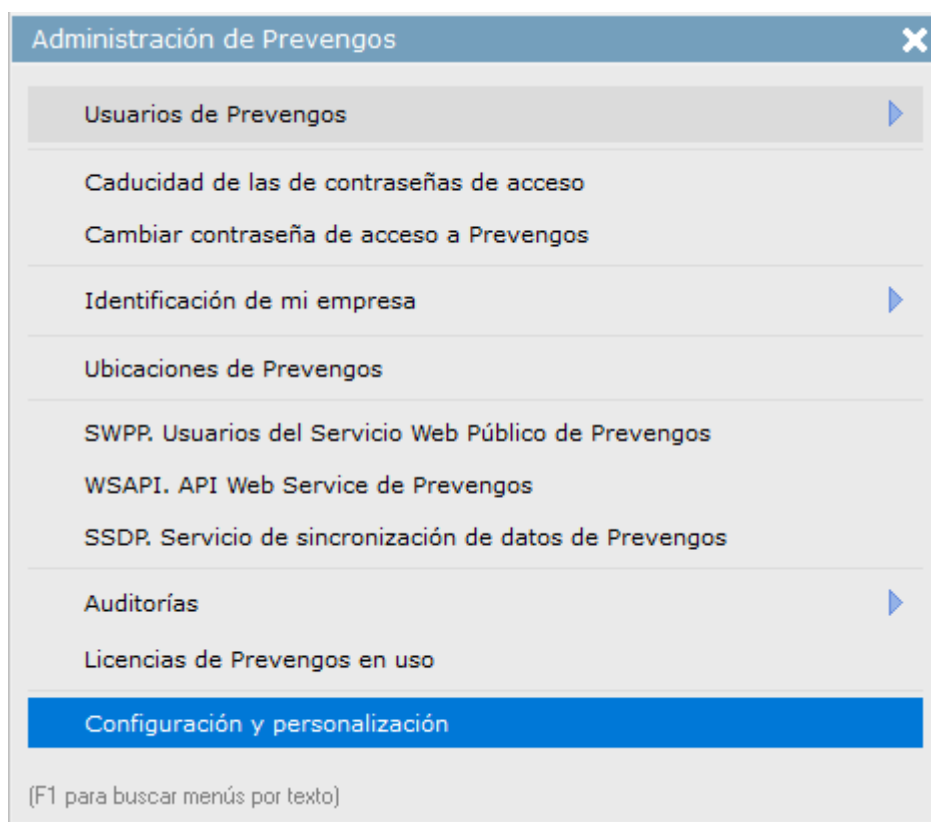 Administración de Prevengos
Usuarios de Prevengos
Caducidad de las de contraseñas de acceso
Cambiar contraseña de acceso a Prevengos
Identificación de mi empresa
Ubicaciones de Prevengos
SWPP. Usuarios del Servicio Web Público de Prevengos
WSAPI. API Web Service de Prevengos
SSDP. Servicio de sincronización de datos de Prevengos
Auditorías
Licencias de Prevengos en uso
Configuración y personalización
(F1 para buscar menús por texto)